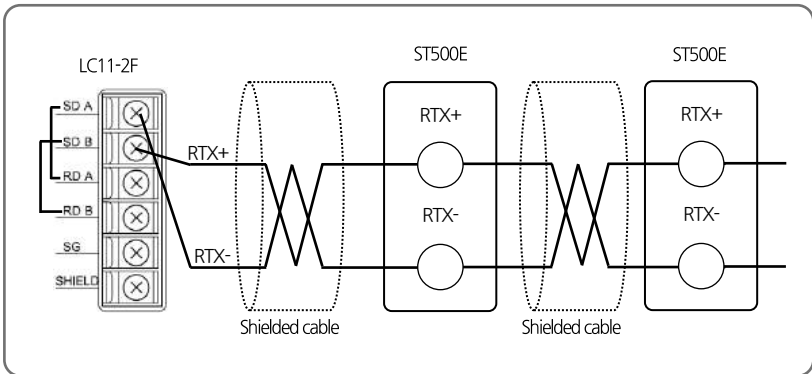 LC11-2F
SD A
SD B
RD A
RD B
SG
SHIELD
RTX+
RTX-
Shielded cable
ST500E
RTX+
RTX-
Shielded cable
ST500E
RTX+
RTX-